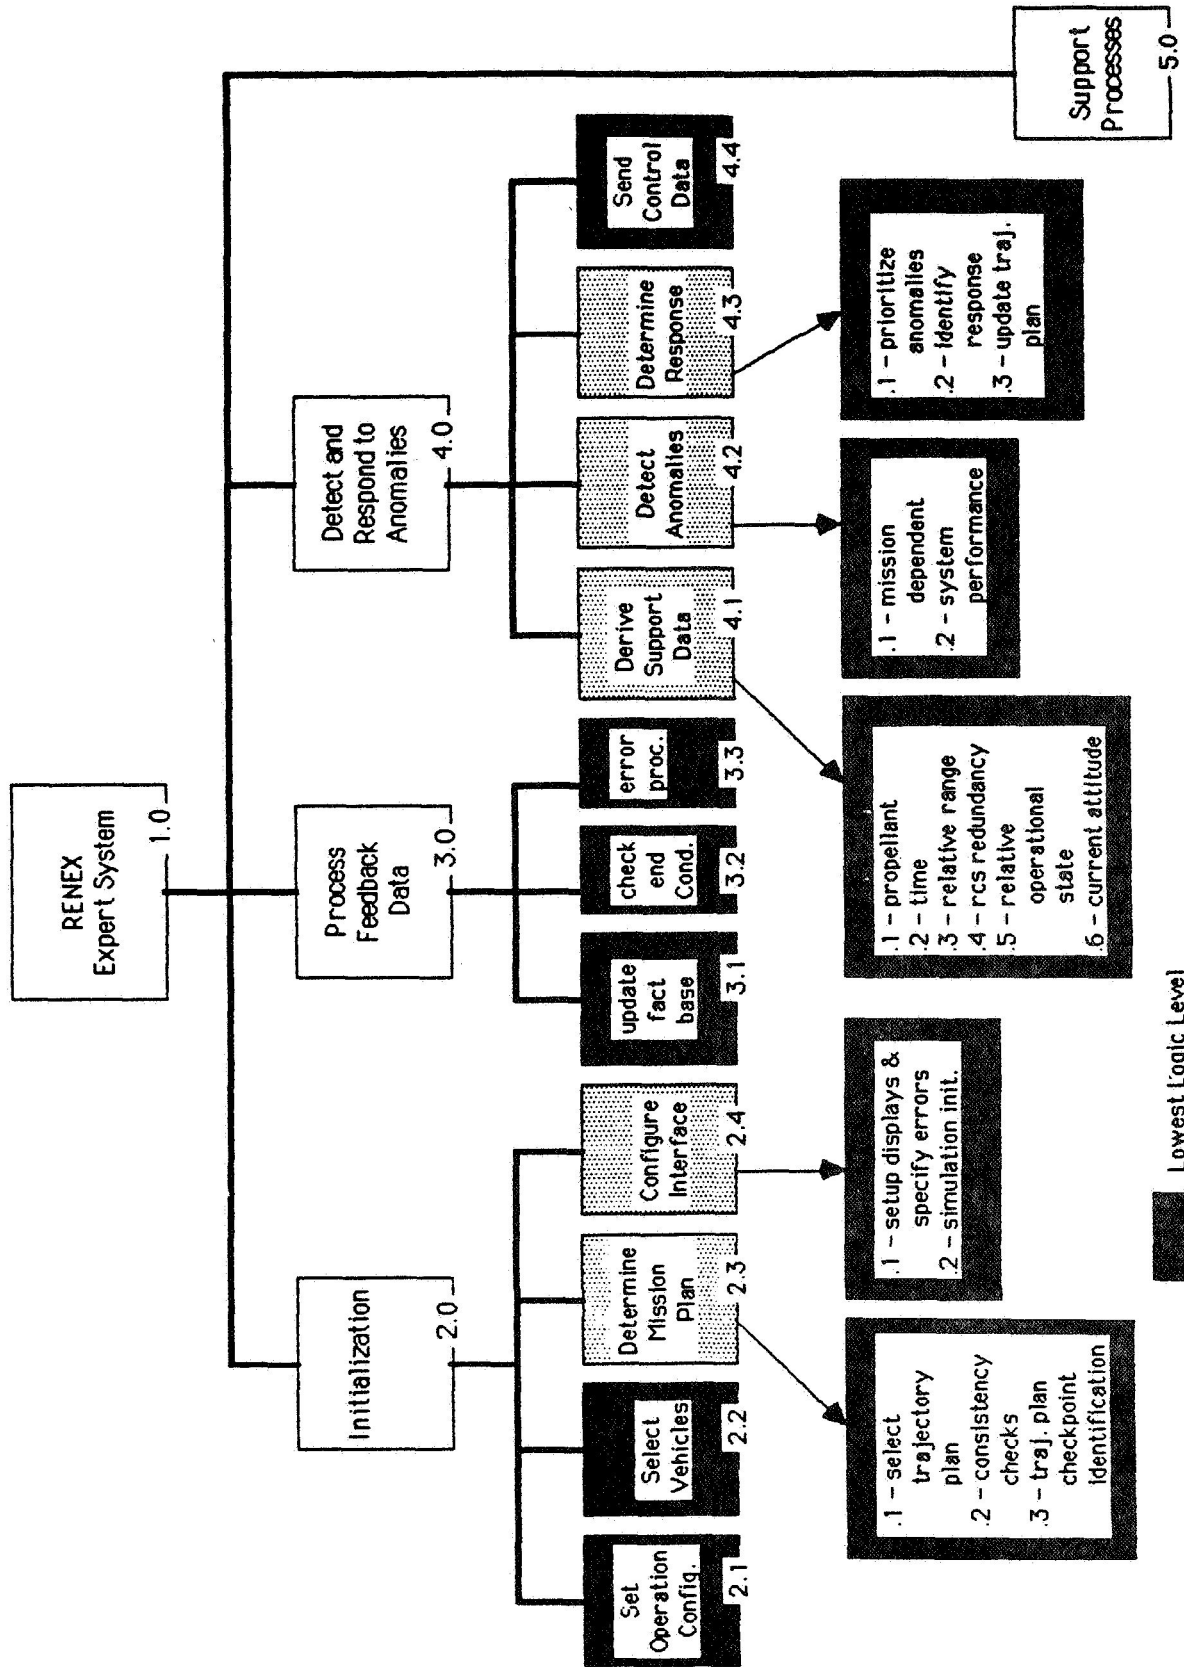 RENEX
Expert System
1.0
Initialization
2.0
Process
Feedback
Data
3.0
Detect and
Respond to
Anomalies
4.0
Support
Processes
5.0
Set
Operation
Config.
2.1
Select
Vehicles
2.2
Determine
Mission
Plan
2.3
Configure
Interface
2.4
update
fact
base
3.1
check
end
Cond.
3.2
error
proc.
3.3
Derive
Support
Data
4.1
Detect
Anomalies
4.2
Determine
Response
4.3
Send
Control
Data
4.4
.1 - select
trajectory
plan
.2 - consistency
checks
.3 - traj. plan
checkpoint
identification
.1 - setup displays &
specify errors
.2 - simulation init.
.1 - propellant
.2 - time
.3 - relative range
.4 - rcs redundancy
.5 - relative
operational
state
.6 - current attitude
.1 - mission
dependent
.2 - system
performance
.1 - prioritize
anomalies
.2 - identify
response
.3 - update traj.
plan
Lowest Logic Level